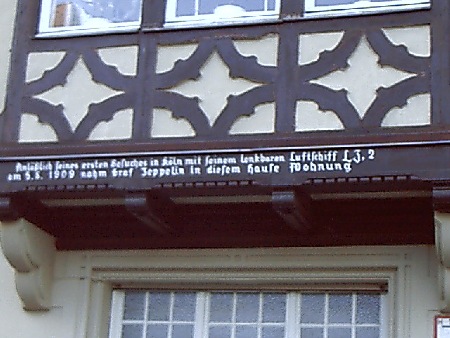 Anläßlich seines ersten Besuches in Köln mit seinem lenkbaren Luftschiff L.Z. 2
am 5.8. 1909 nahm Graf Zeppelin in diesem Hause Wohnung